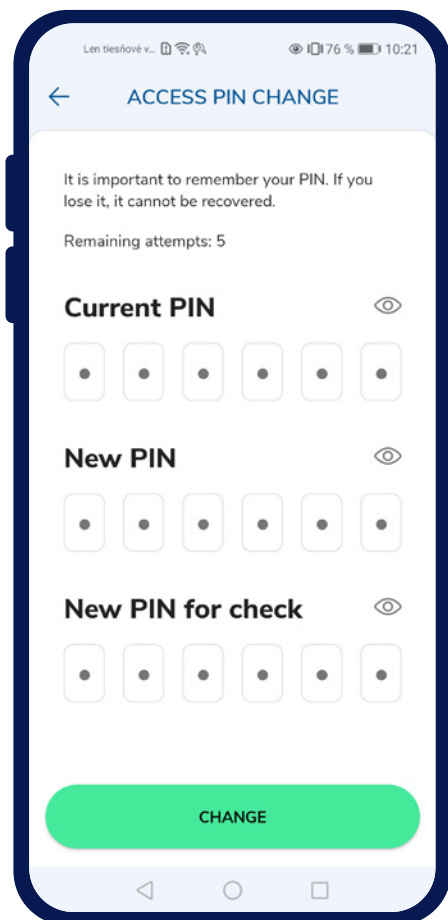 Len tiesňové v... 76 % 10:21
ACCESS PIN CHANGE
It is important to remember your PIN. If you
lose it, it cannot be recovered.
Remaining attempts: 5
Current PIN
New PIN
New PIN for check
CHANGE